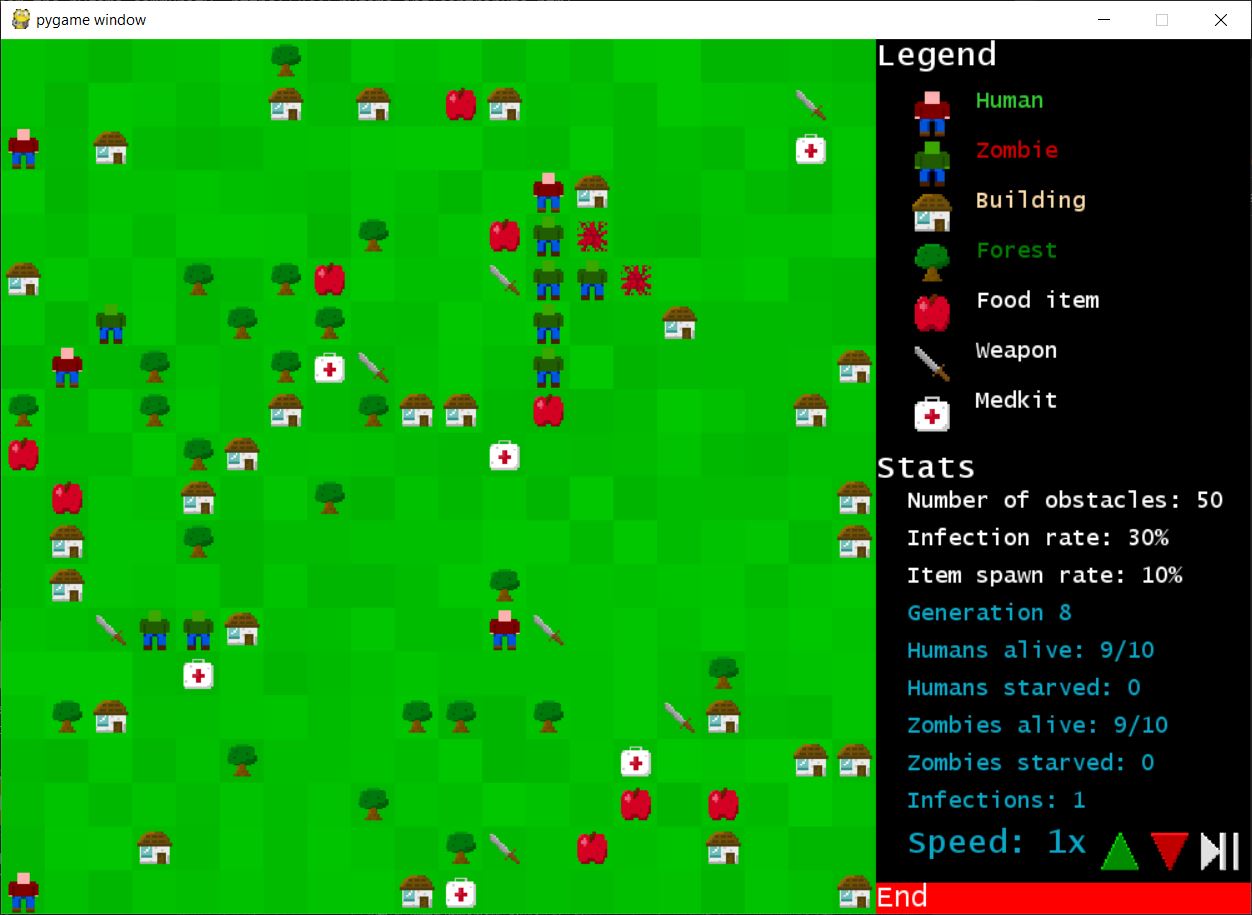 pygame window
Legend
Human
Zombie
Building
Forest
Food item
Weapon
Medkit
Stats
Number of obstacles: 50
Infection rate: 30%
Item spawn rate: 10%
Generation 8
Humans alive: 9/10
Humans starved: 0
Zombies alive: 9/10
Zombies starved: 0
Infections: 1
Speed: 1x
End